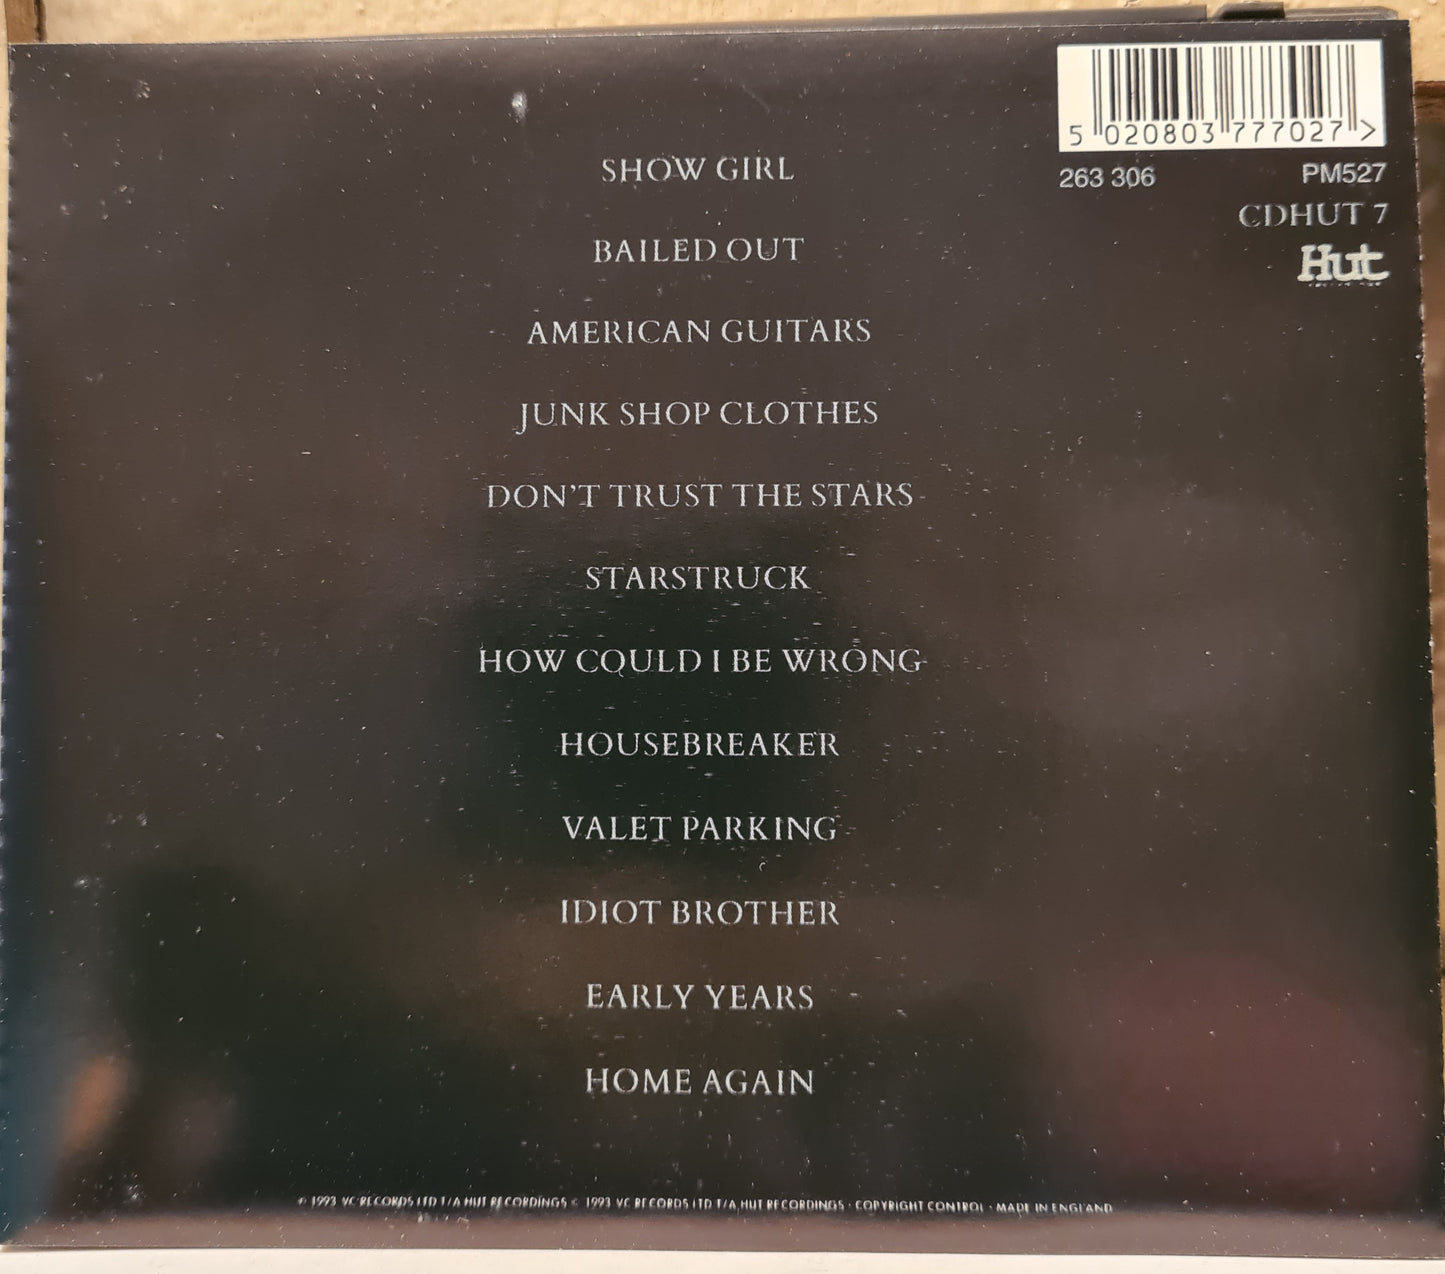 5 020803 777027 >
263 306 PM527
CDHUT 7
Hut
SHOW GIRL
BAILED OUT
AMERICAN GUITARS
JUNK SHOP CLOTHES
DON'T TRUST THE STARS
STARSTRUCK
HOW COULD I BE WRONG
HOUSEBREAKER
VALET PARKING
IDIOT BROTHER
EARLY YEARS
HOME AGAIN
℗ 1993 VC RECORDS LTD T/A HUT RECORDINGS © 1993 VC RECORDS LTD T/A HUT RECORDINGS · COPYRIGHT CONTROL · MADE IN ENGLAND